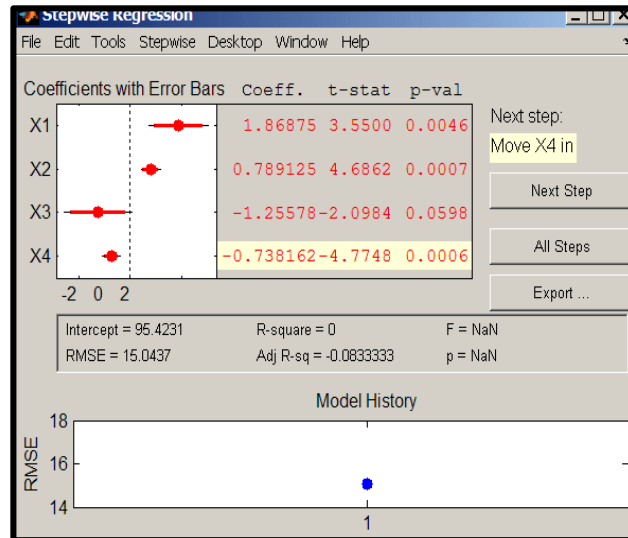 Stepwise Regression
File Edit Tools Stepwise Desktop Window Help
Coefficients with Error Bars Coeff. t-stat p-val
X1 1.86875 3.5500 0.0046
X2 0.789125 4.6862 0.0007
X3 -1.25578 -2.0984 0.0598
X4 -0.738162 -4.7748 0.0006
-2 0 2
Next step:
Move X4 in
Next Step
All Steps
Export ...
Intercept = 95.4231 R-square = 0 F = NaN
RMSE = 15.0437 Adj R-sq = -0.0833333 p = NaN
Model History
RMSE
18
16
14
1